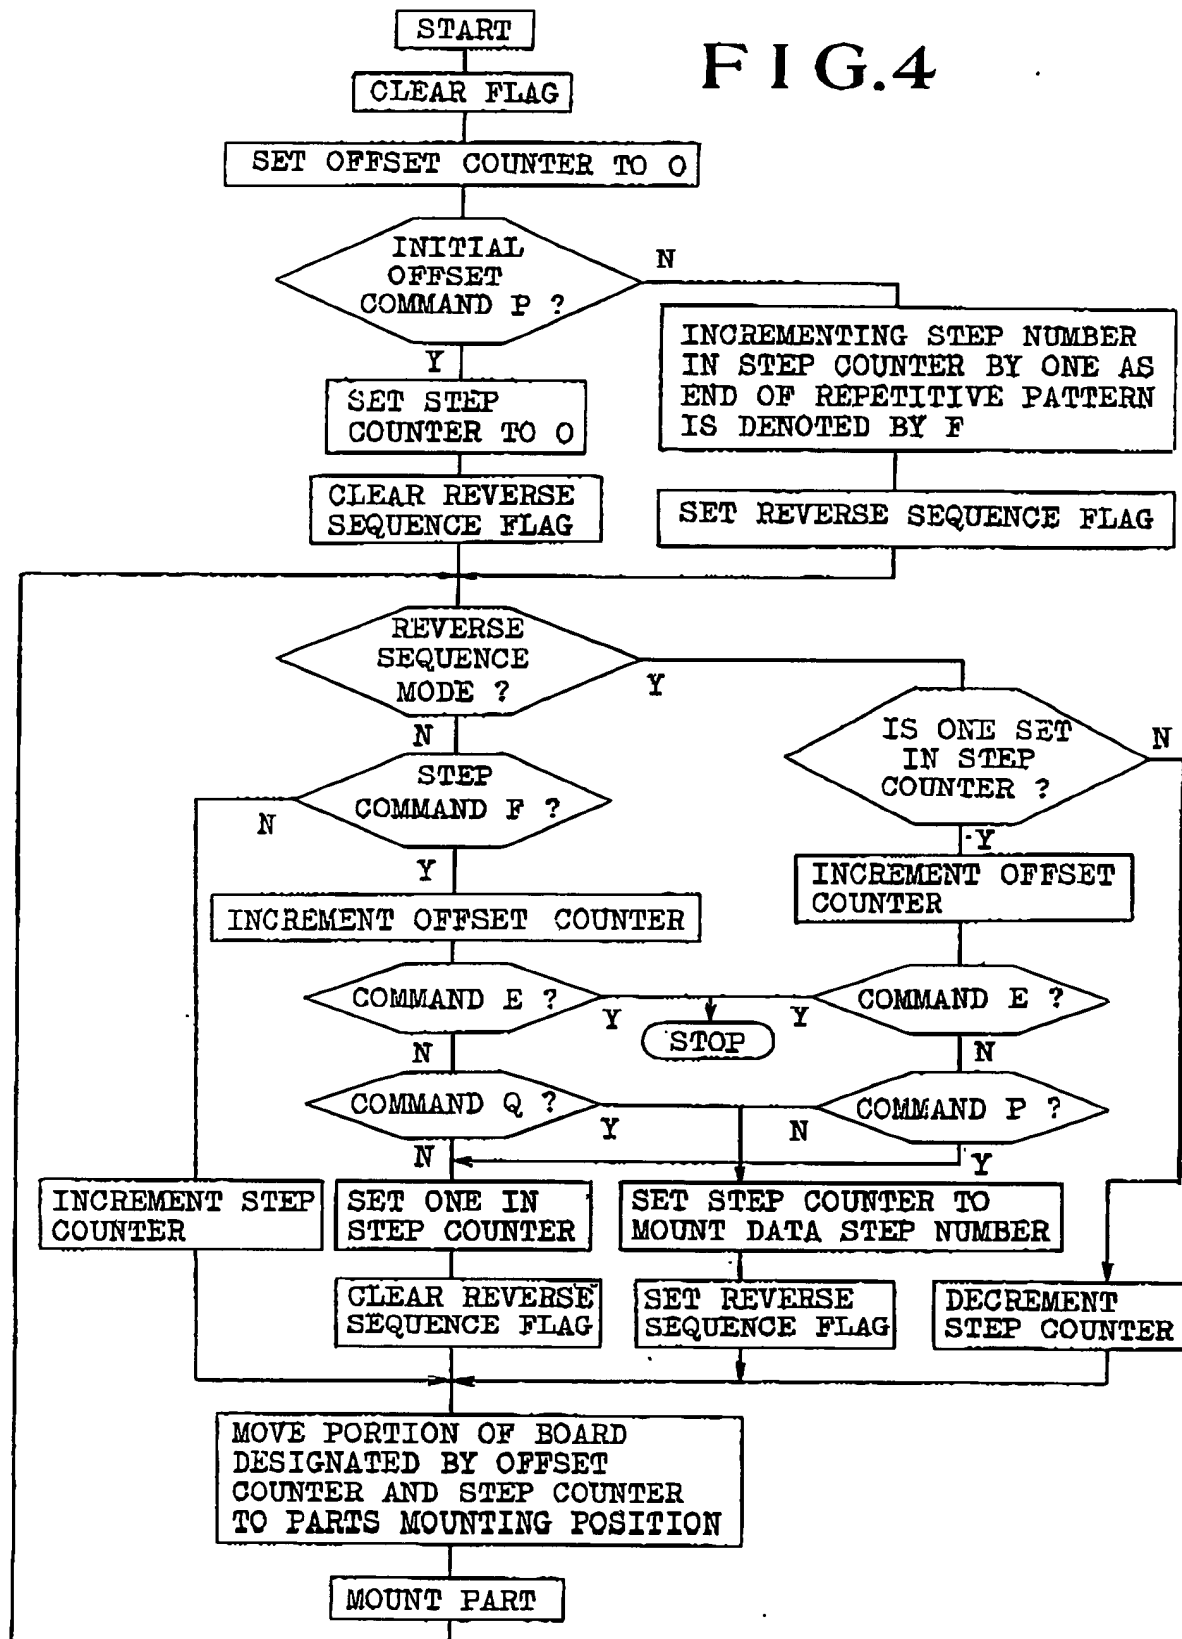 START
FIG.4
CLEAR FLAG
SET OFFSET COUNTER TO 0
INITIAL
OFFSET
COMMAND P ?
N
Y
INCREMENTING STEP NUMBER
IN STEP COUNTER BY ONE AS
END OF REPETITIVE PATTERN
IS DENOTED BY F
SET STEP
COUNTER TO 0
CLEAR REVERSE
SEQUENCE FLAG
SET REVERSE SEQUENCE FLAG
REVERSE
SEQUENCE
MODE ?
Y
N
IS ONE SET
IN STEP
COUNTER ?
N
Y
STEP
COMMAND F ?
N
Y
INCREMENT OFFSET
COUNTER
INCREMENT OFFSET COUNTER
COMMAND E ?
Y
N
STOP
COMMAND E ?
Y
N
COMMAND Q ?
Y
N
COMMAND P ?
N
Y
INCREMENT STEP
COUNTER
SET ONE IN
STEP COUNTER
SET STEP COUNTER TO
MOUNT DATA STEP NUMBER
CLEAR REVERSE
SEQUENCE FLAG
SET REVERSE
SEQUENCE FLAG
DECREMENT
STEP COUNTER
MOVE PORTION OF BOARD
DESIGNATED BY OFFSET
COUNTER AND STEP COUNTER
TO PARTS MOUNTING POSITION
MOUNT PART